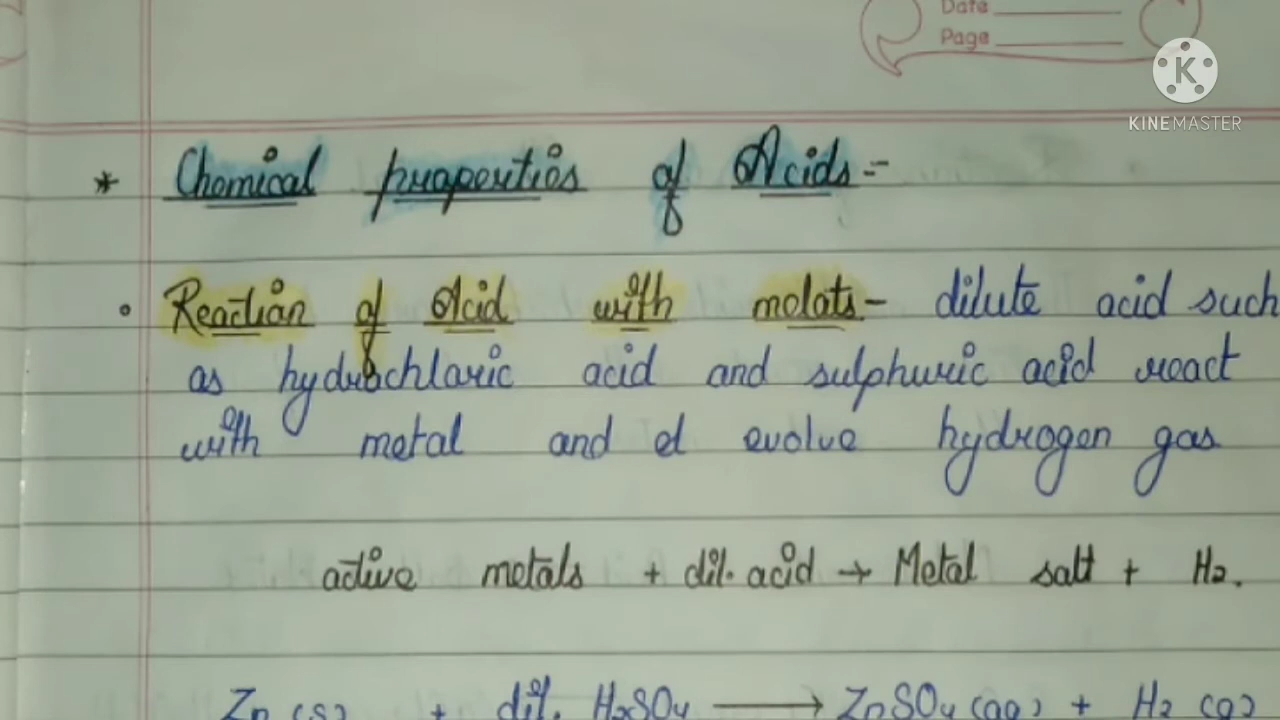 Date
Page
KINEMASTER
* Chemical properties of Acids:-
• Reaction of Acid with metals - dilute acid such
as hydrochloric acid and sulphuric acid react
with metal and el evolve hydrogen gas
active metals + dil. acid → Metal salt + H₂.
Zn (s) + dil. H₂SO₄ → ZnSO₄ (aq) + H₂ (g)